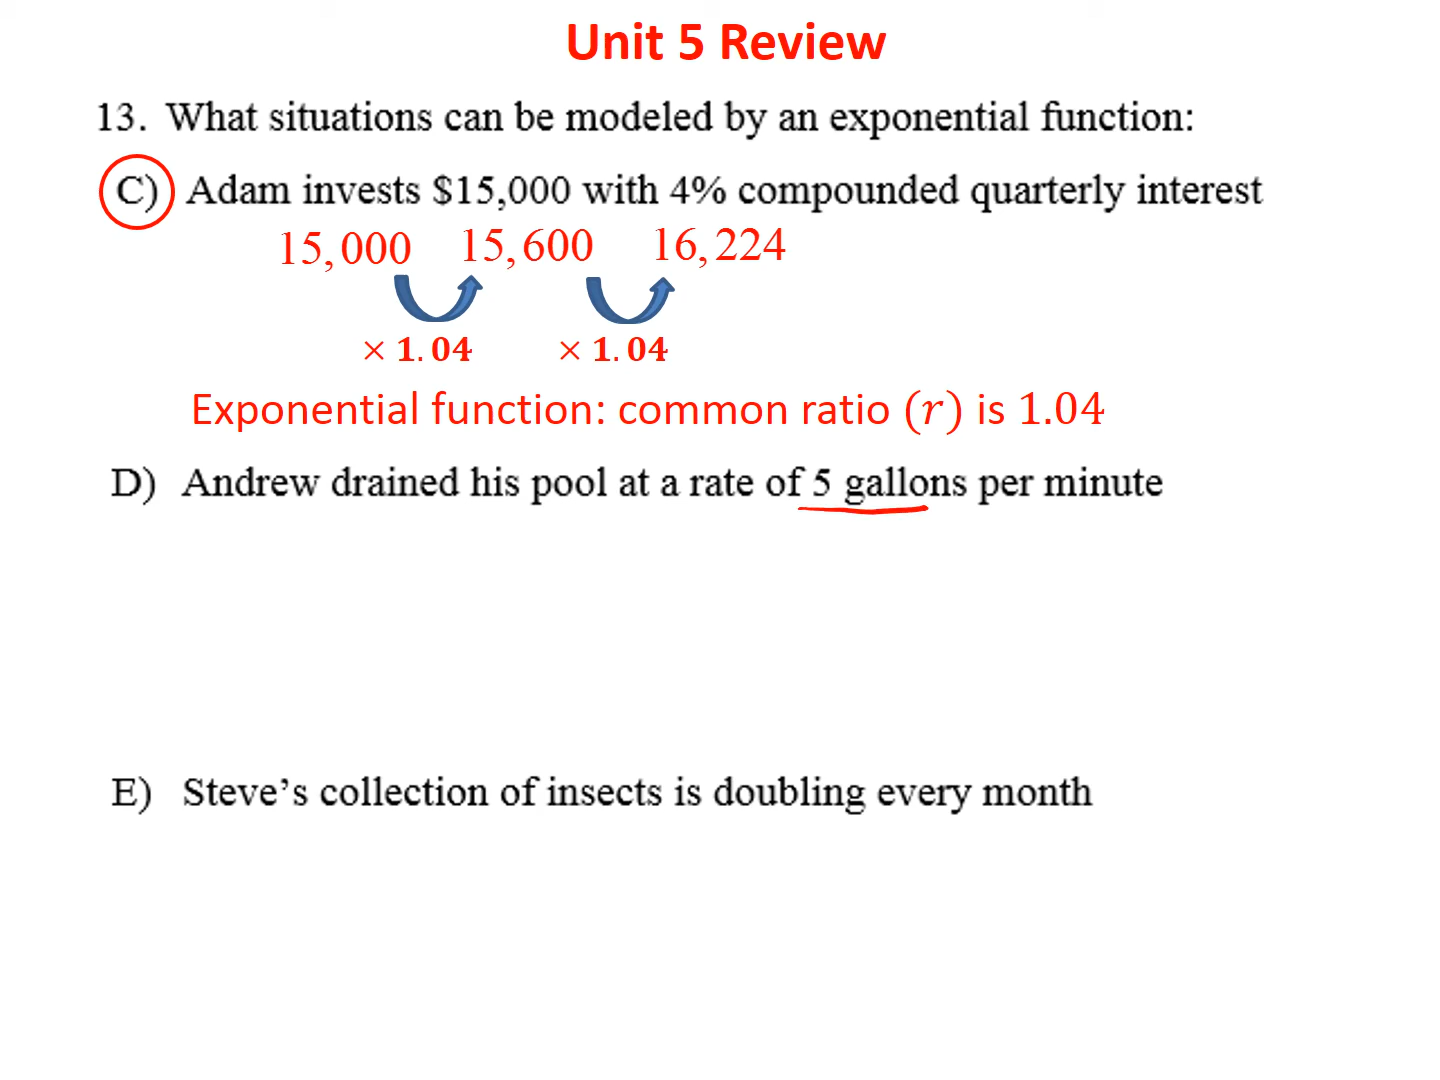 Unit 5 Review
13. What situations can be modeled by an exponential function:
C) Adam invests $15,000 with 4% compounded quarterly interest
15,000 15,600 16,224
× 1.04 × 1.04
Exponential function: common ratio (r) is 1.04
D) Andrew drained his pool at a rate of 5 gallons per minute
E) Steve’s collection of insects is doubling every month